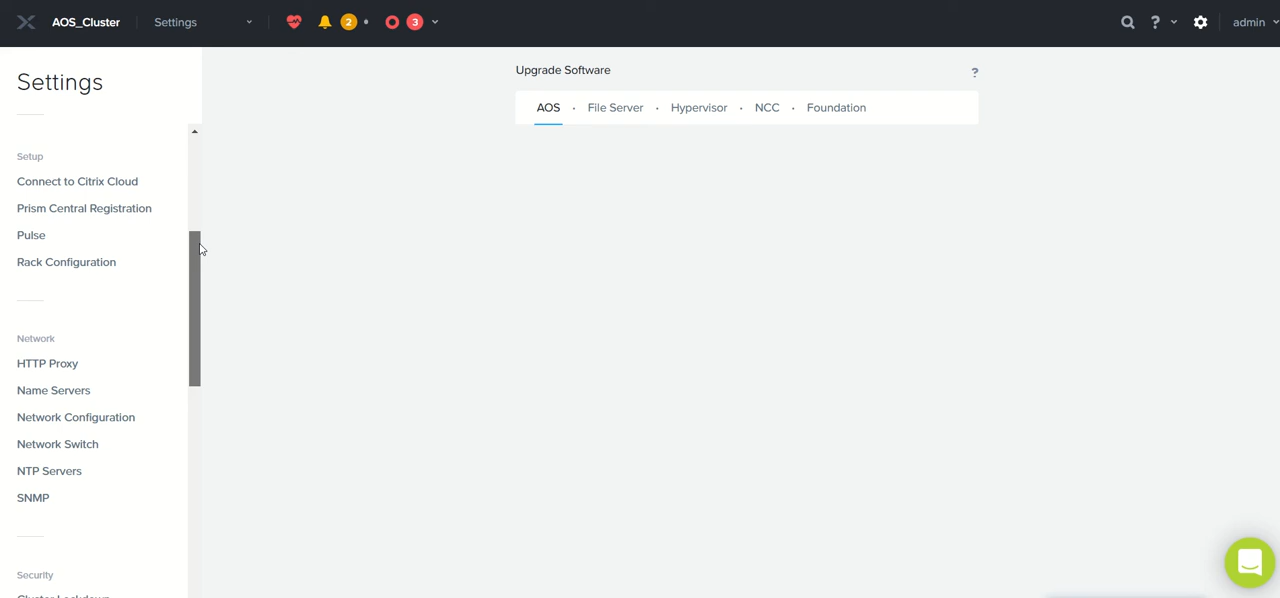 AOS_Cluster Settings 2 3 ? admin
Settings
Upgrade Software ?
AOS · File Server · Hypervisor · NCC · Foundation
Setup
Connect to Citrix Cloud
Prism Central Registration
Pulse
Rack Configuration
Network
HTTP Proxy
Name Servers
Network Configuration
Network Switch
NTP Servers
SNMP
Security
Cluster Lockdown